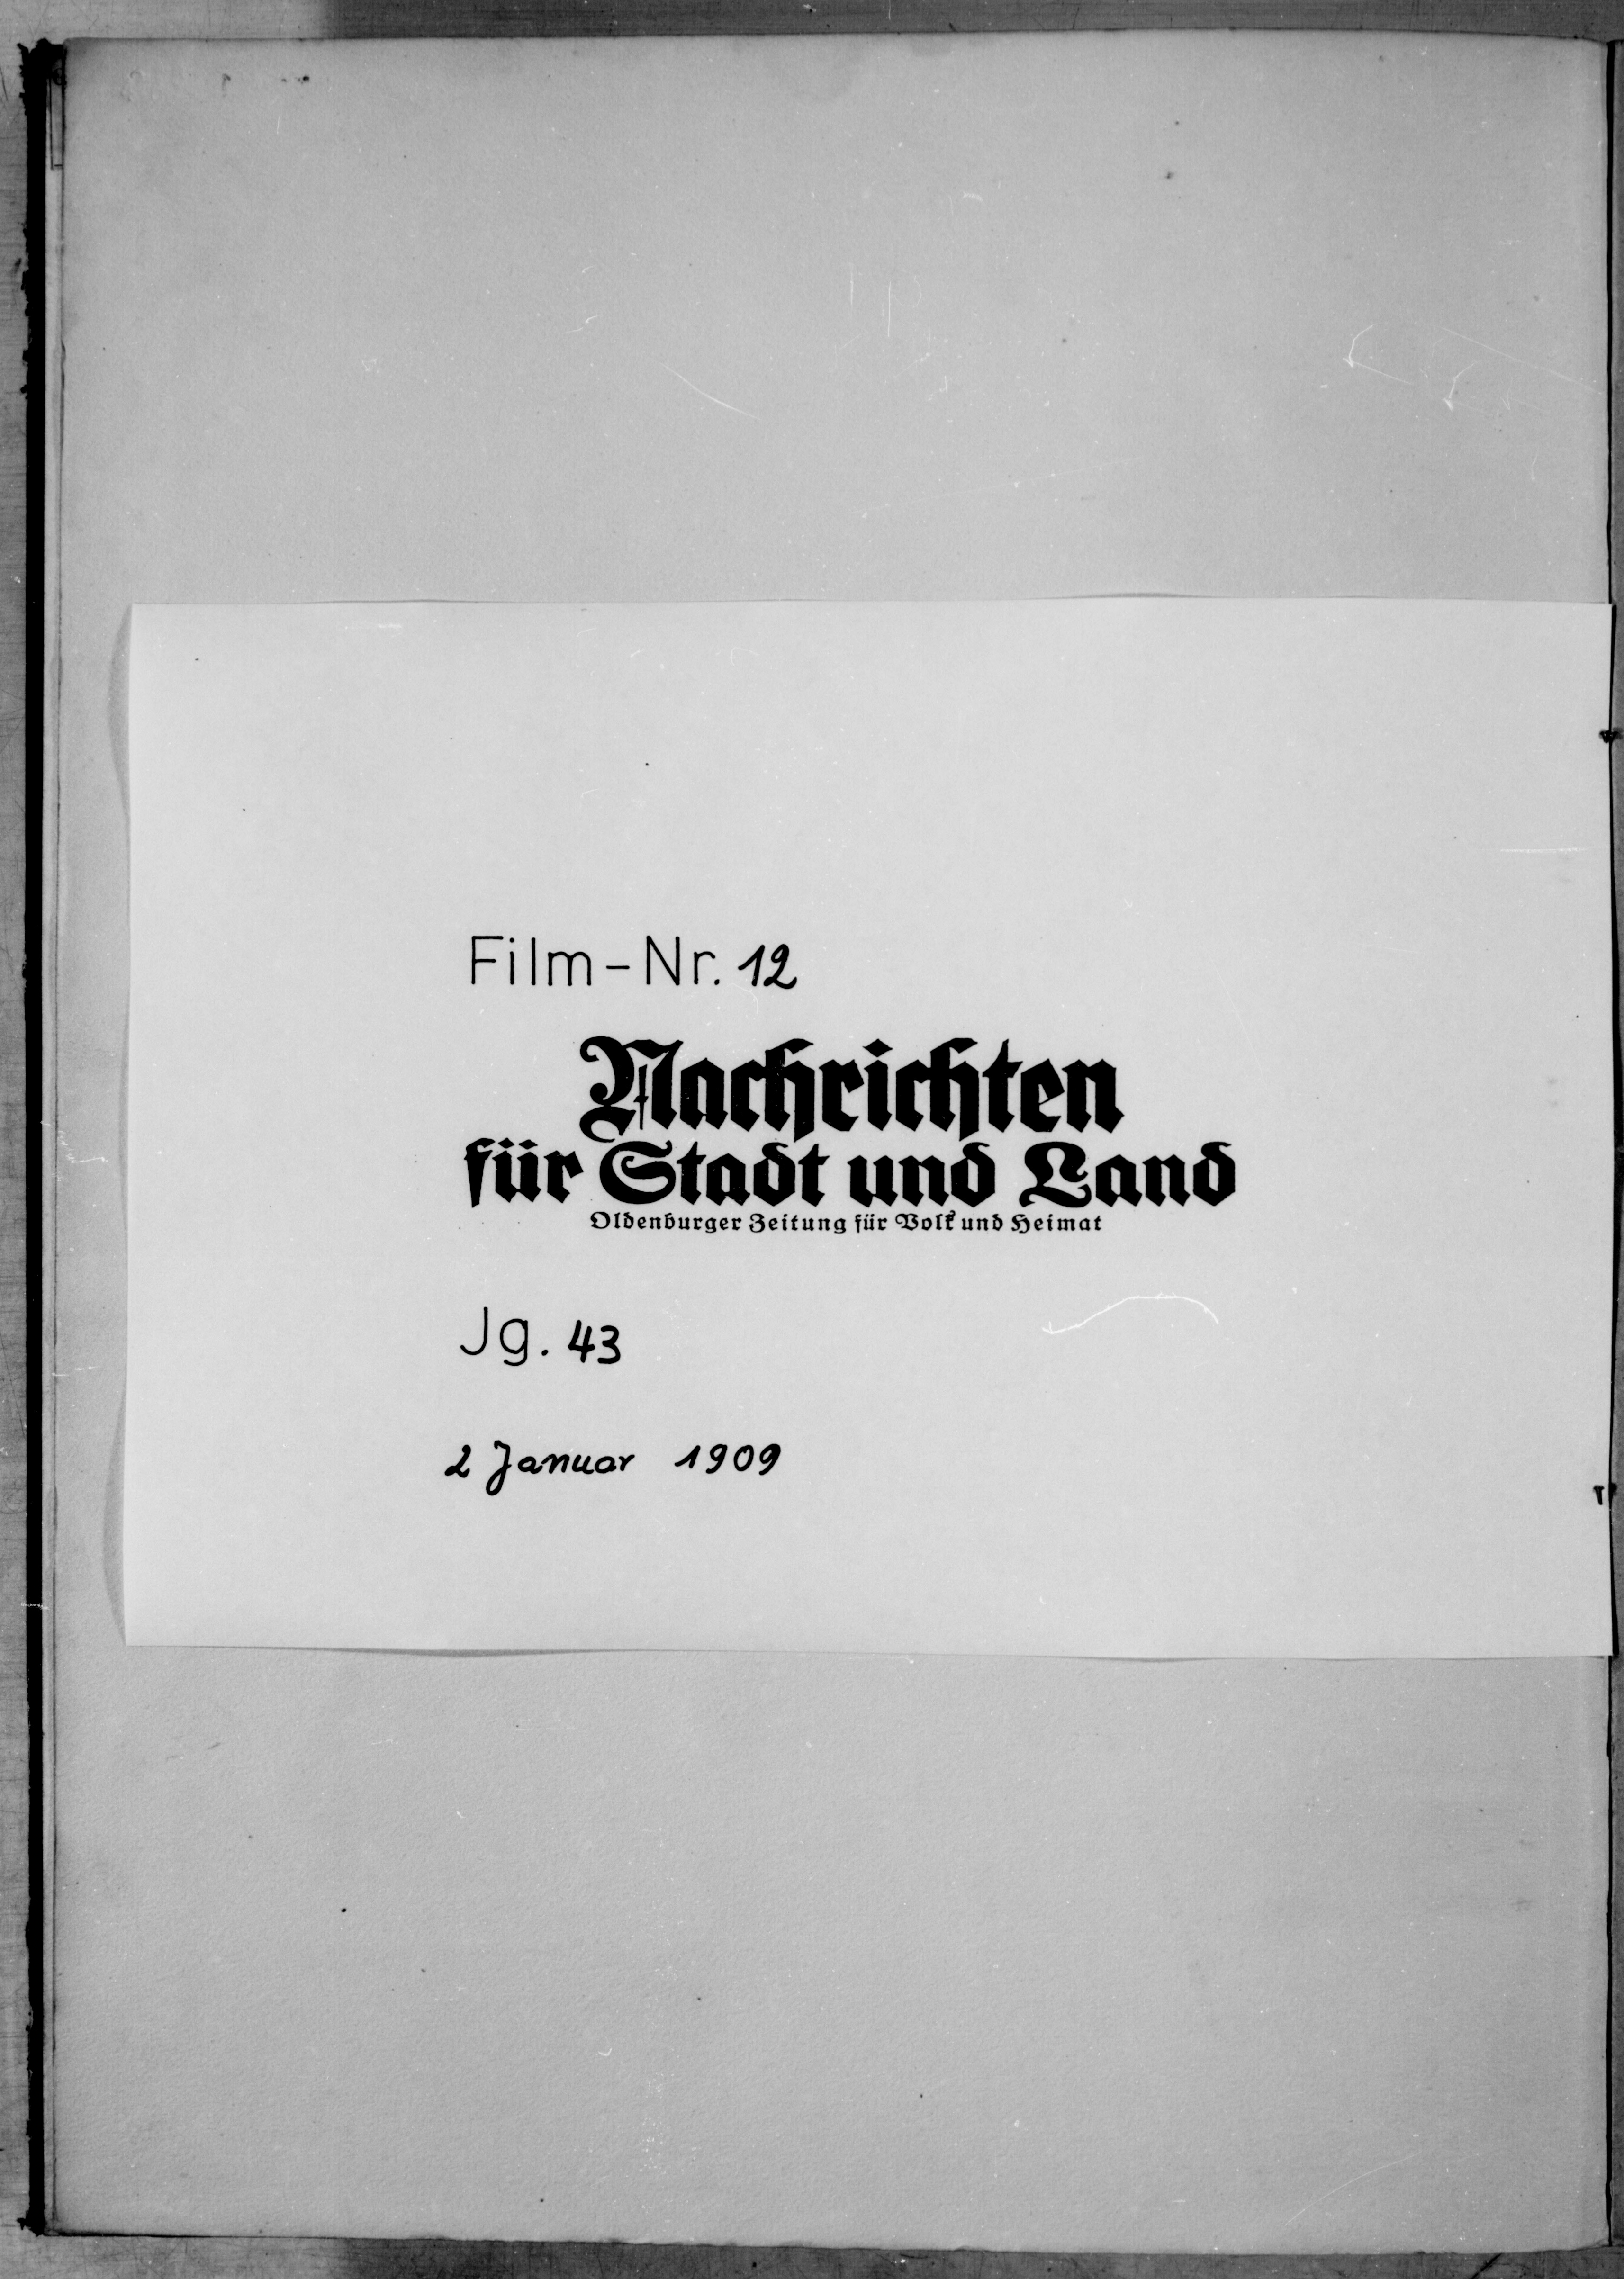 Film-Nr. 12
Nachrichten
für Stadt und Land
Oldenburger Zeitung für Volk und Heimat
Jg. 43
2 Januar 1909